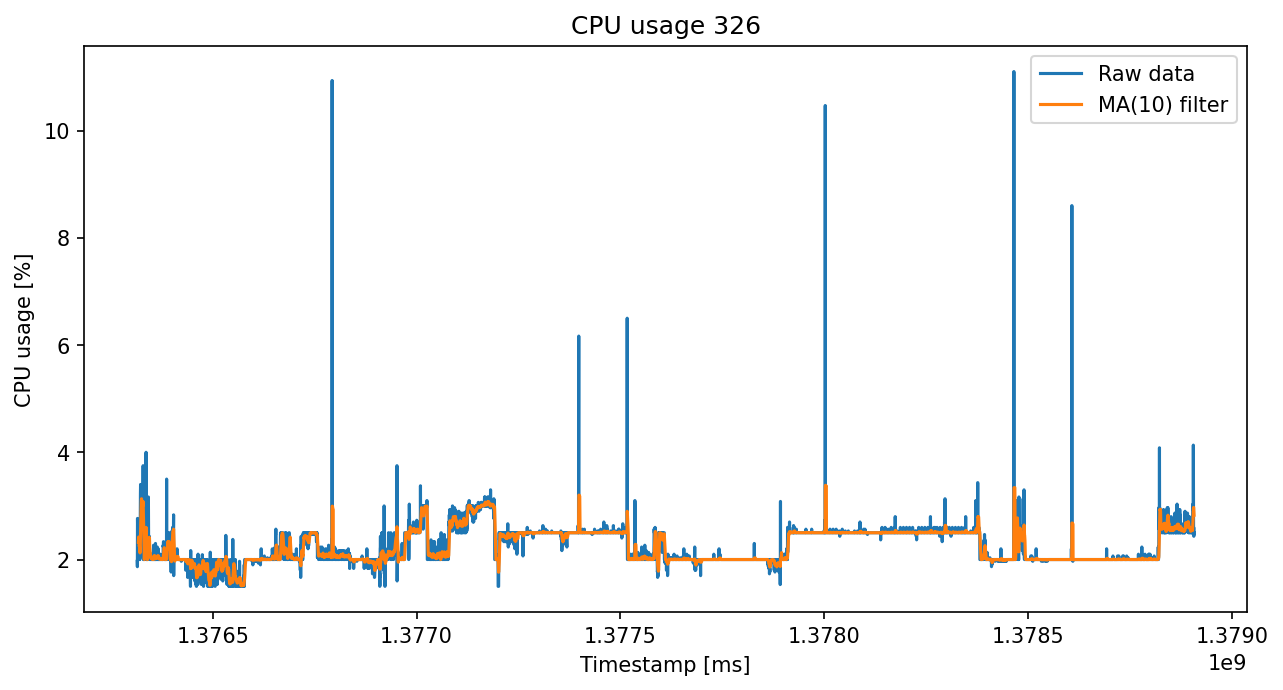 CPU usage 326
Raw data
MA(10) filter
CPU usage [%]
10
8
6
4
2
1.3765
1.3770
1.3775
1.3780
1.3785
1.3790
1e9
Timestamp [ms]